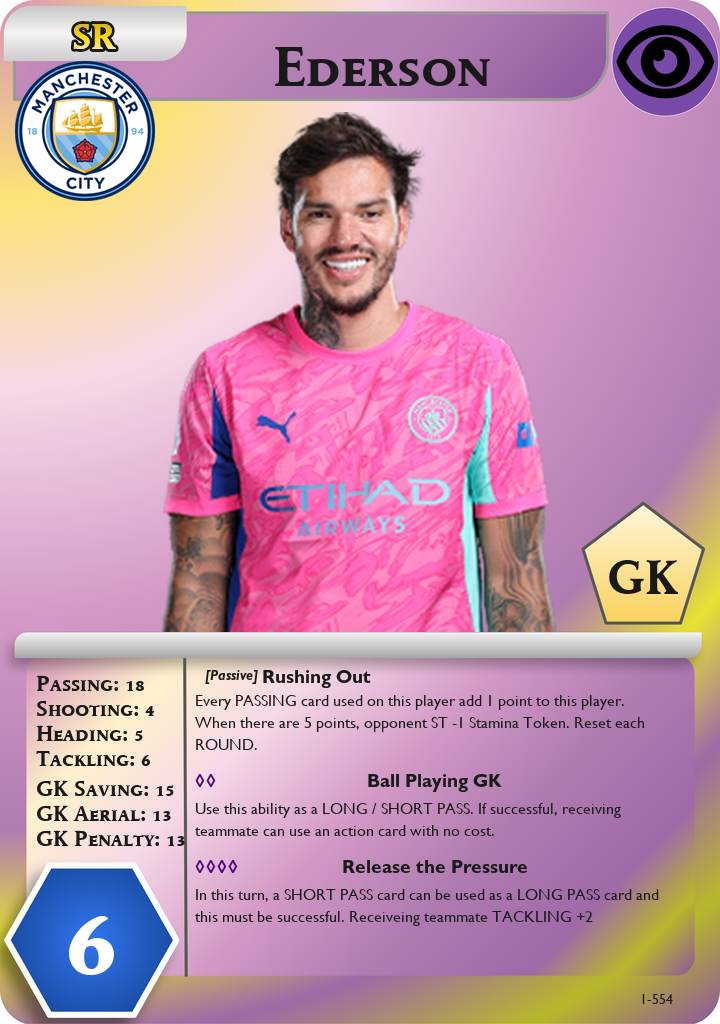 SR
EDERSON
MANCHESTER
18 94
CITY
ETIHAD
AIRWAYS
GK
PASSING: 18
SHOOTING: 4
HEADING: 5
TACKLING: 6
GK SAVING: 15
GK AERIAL: 13
GK PENALTY: 13
6
[Passive] Rushing Out
Every PASSING card used on this player add 1 point to this player.
When there are 5 points, opponent ST -1 Stamina Token. Reset each
ROUND.
Ball Playing GK
Use this ability as a LONG / SHORT PASS. If successful, receiving
teammate can use an action card with no cost.
Release the Pressure
In this turn, a SHORT PASS card can be used as a LONG PASS card and
this must be successful. Receiveing teammate TACKLING +2
1-554